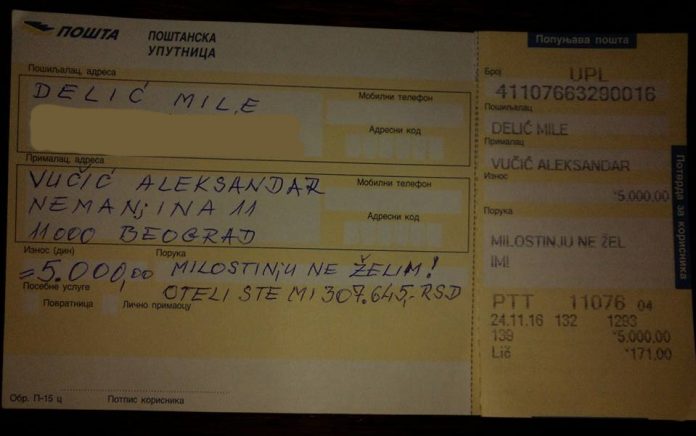 ПОШТА
ПОШТАНСКА
УПУТНИЦА
Пошиљалац, адреса
DELIĆ MILE
Мобилни телефон
Адресни код
Прималац, адреса
VUČIĆ ALEKSANDAR
NEMANjINA 11
11000 BEOGRAD
Мобилни телефон
Адресни код
Износ (дин)
Порука
=5.000,00 MILOSTINjU NE ŽELIM!
OTELI STE MI 307.645,-RSD
Посебне услуге
Повратница
Лично примаоцу
Обр. П-15 ц
Потпис корисника
Попуњава пошта
Број
UPL
41107663290016
Пошиљалац
DELIĆ MILE
Прималац
VUČIĆ ALEKSANDAR
Износ
*5.000,00
Порука
MILOSTINJU NE ŽEL
IM!
PTT 11076 04
24.11.16 132 1293
139 *5.000,00
Lič *171,00
Потврда за корисника